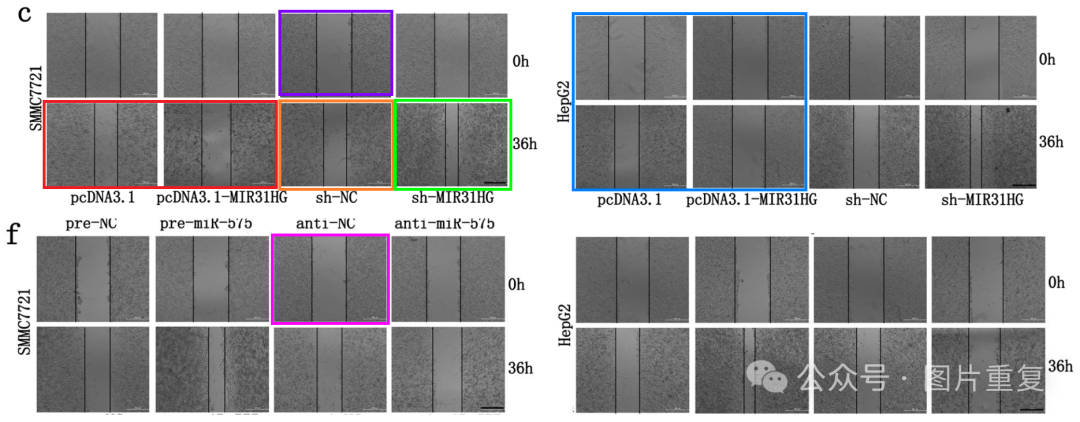 c
SMMC7721
0h
36h
pcDNA3.1 pcDNA3.1-MIR31HG sh-NC sh-MIR31HG
HepG2
0h
36h
pcDNA3.1 pcDNA3.1-MIR31HG sh-NC sh-MIR31HG
f
pre-NC pre-miR-575 anti-NC anti-miR-575
SMMC7721
0h
36h
HepG2
0h
36h
公众号 · 图片重复